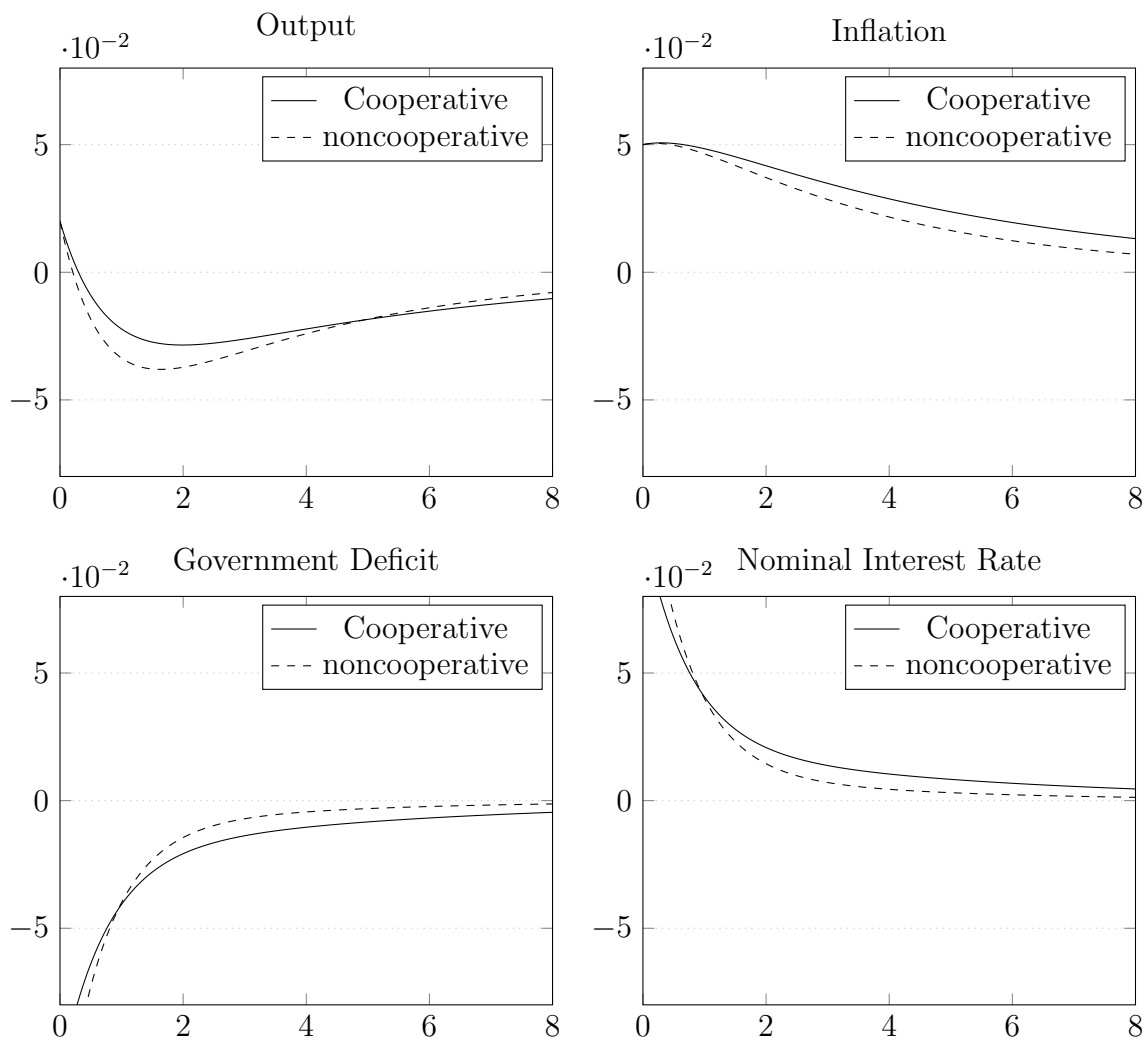 Output
·10⁻²
Cooperative
noncooperative
5
0
−5
0 2 4 6 8
Inflation
·10⁻²
Cooperative
noncooperative
5
0
−5
0 2 4 6 8
Government Deficit
·10⁻²
Cooperative
noncooperative
5
0
−5
0 2 4 6 8
Nominal Interest Rate
·10⁻²
Cooperative
noncooperative
5
0
−5
0 2 4 6 8